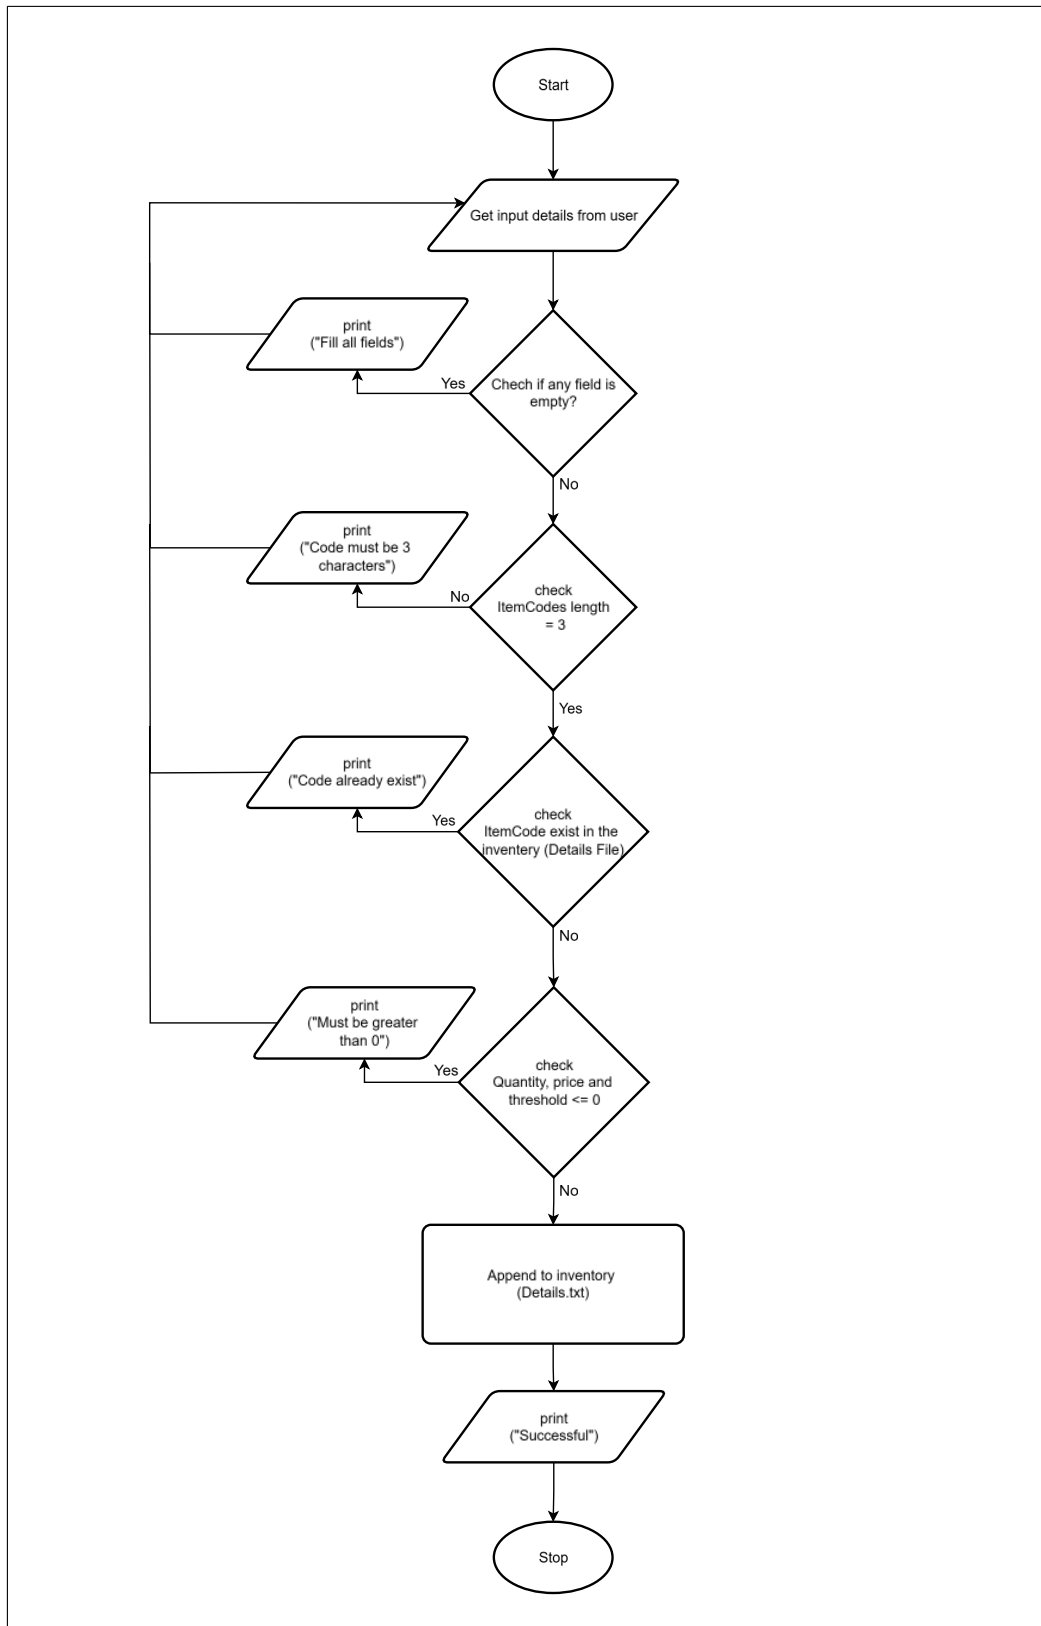 Start
Get input details from user
print
("Fill all fields")
Yes
Chech if any field is
empty?
No
print
("Code must be 3
characters")
No
check
ItemCodes length
= 3
Yes
print
("Code already exist")
Yes
check
ItemCode exist in the
inventery (Details File)
No
print
("Must be greater
than 0")
Yes
check
Quantity, price and
threshold <= 0
No
Append to inventory
(Details.txt)
print
("Successful")
Stop